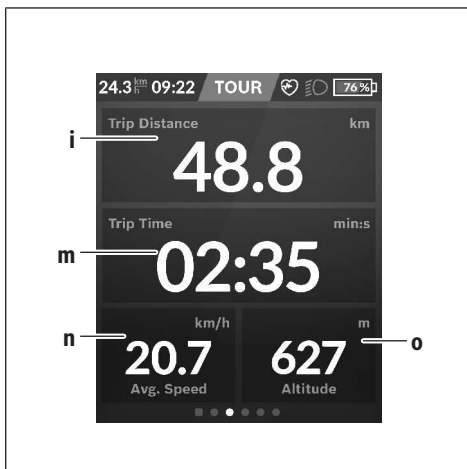 24.3 km/h 09:22 TOUR 76 %
Trip Distance km
i
48.8
Trip Time min:s
m
02:35
km/h m
n 20.7 627 o
Avg. Speed Altitude